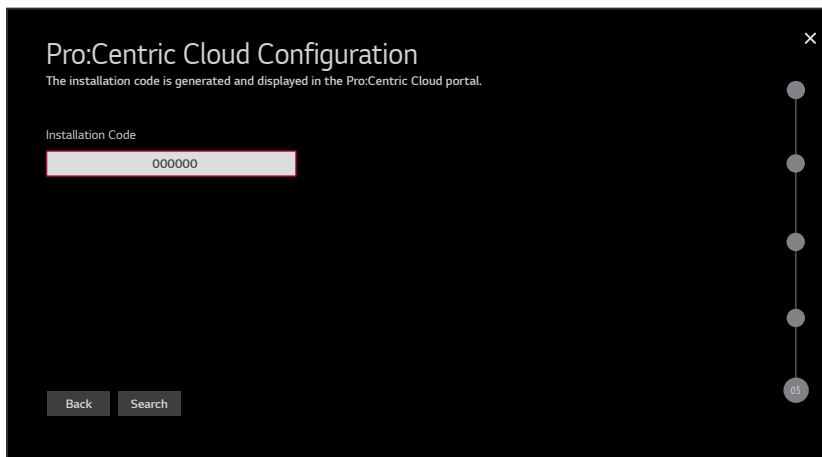 Pro:Centric Cloud Configuration
The installation code is generated and displayed in the Pro:Centric Cloud portal.
Installation Code
000000
05
Back Search